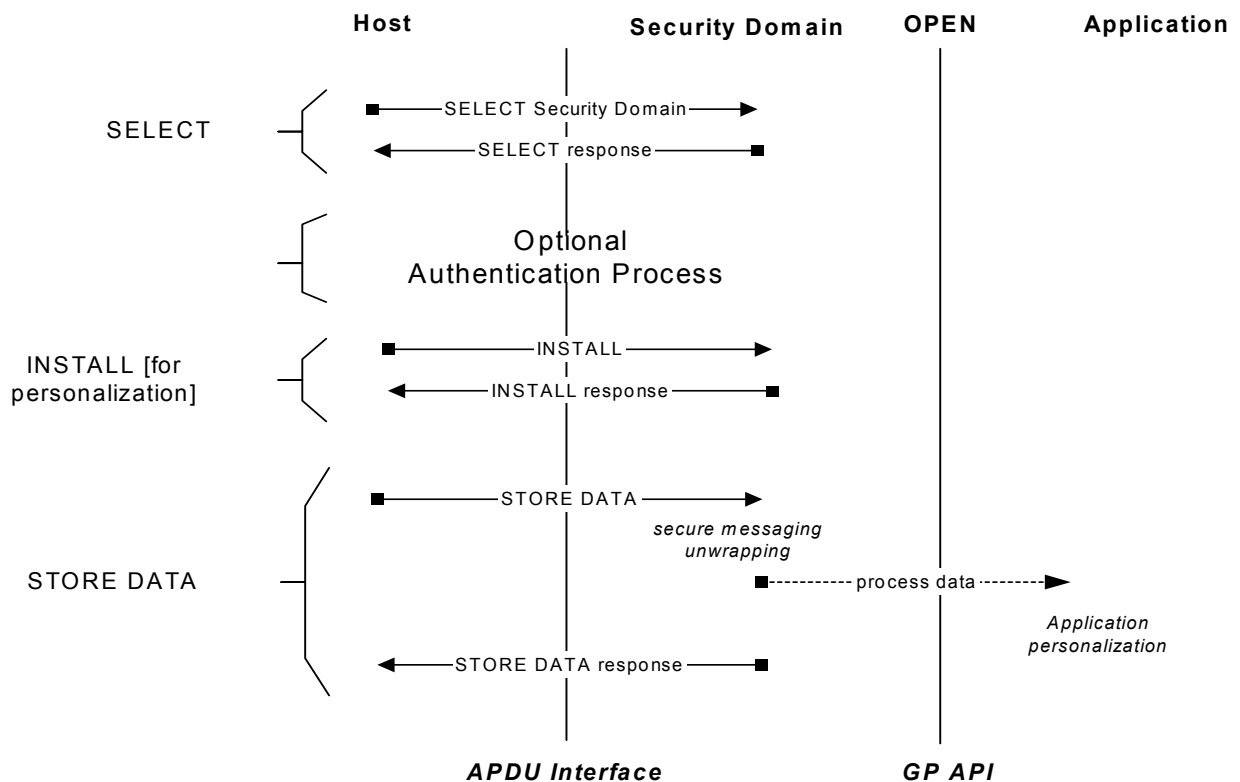 Host
Security Domain
OPEN
Application
SELECT
SELECT Security Domain
SELECT response
Optional
Authentication Process
INSTALL [for
personalization]
INSTALL
INSTALL response
STORE DATA
STORE DATA
secure messaging
unwrapping
process data
Application
personalization
STORE DATA response
APDU Interface
GP API